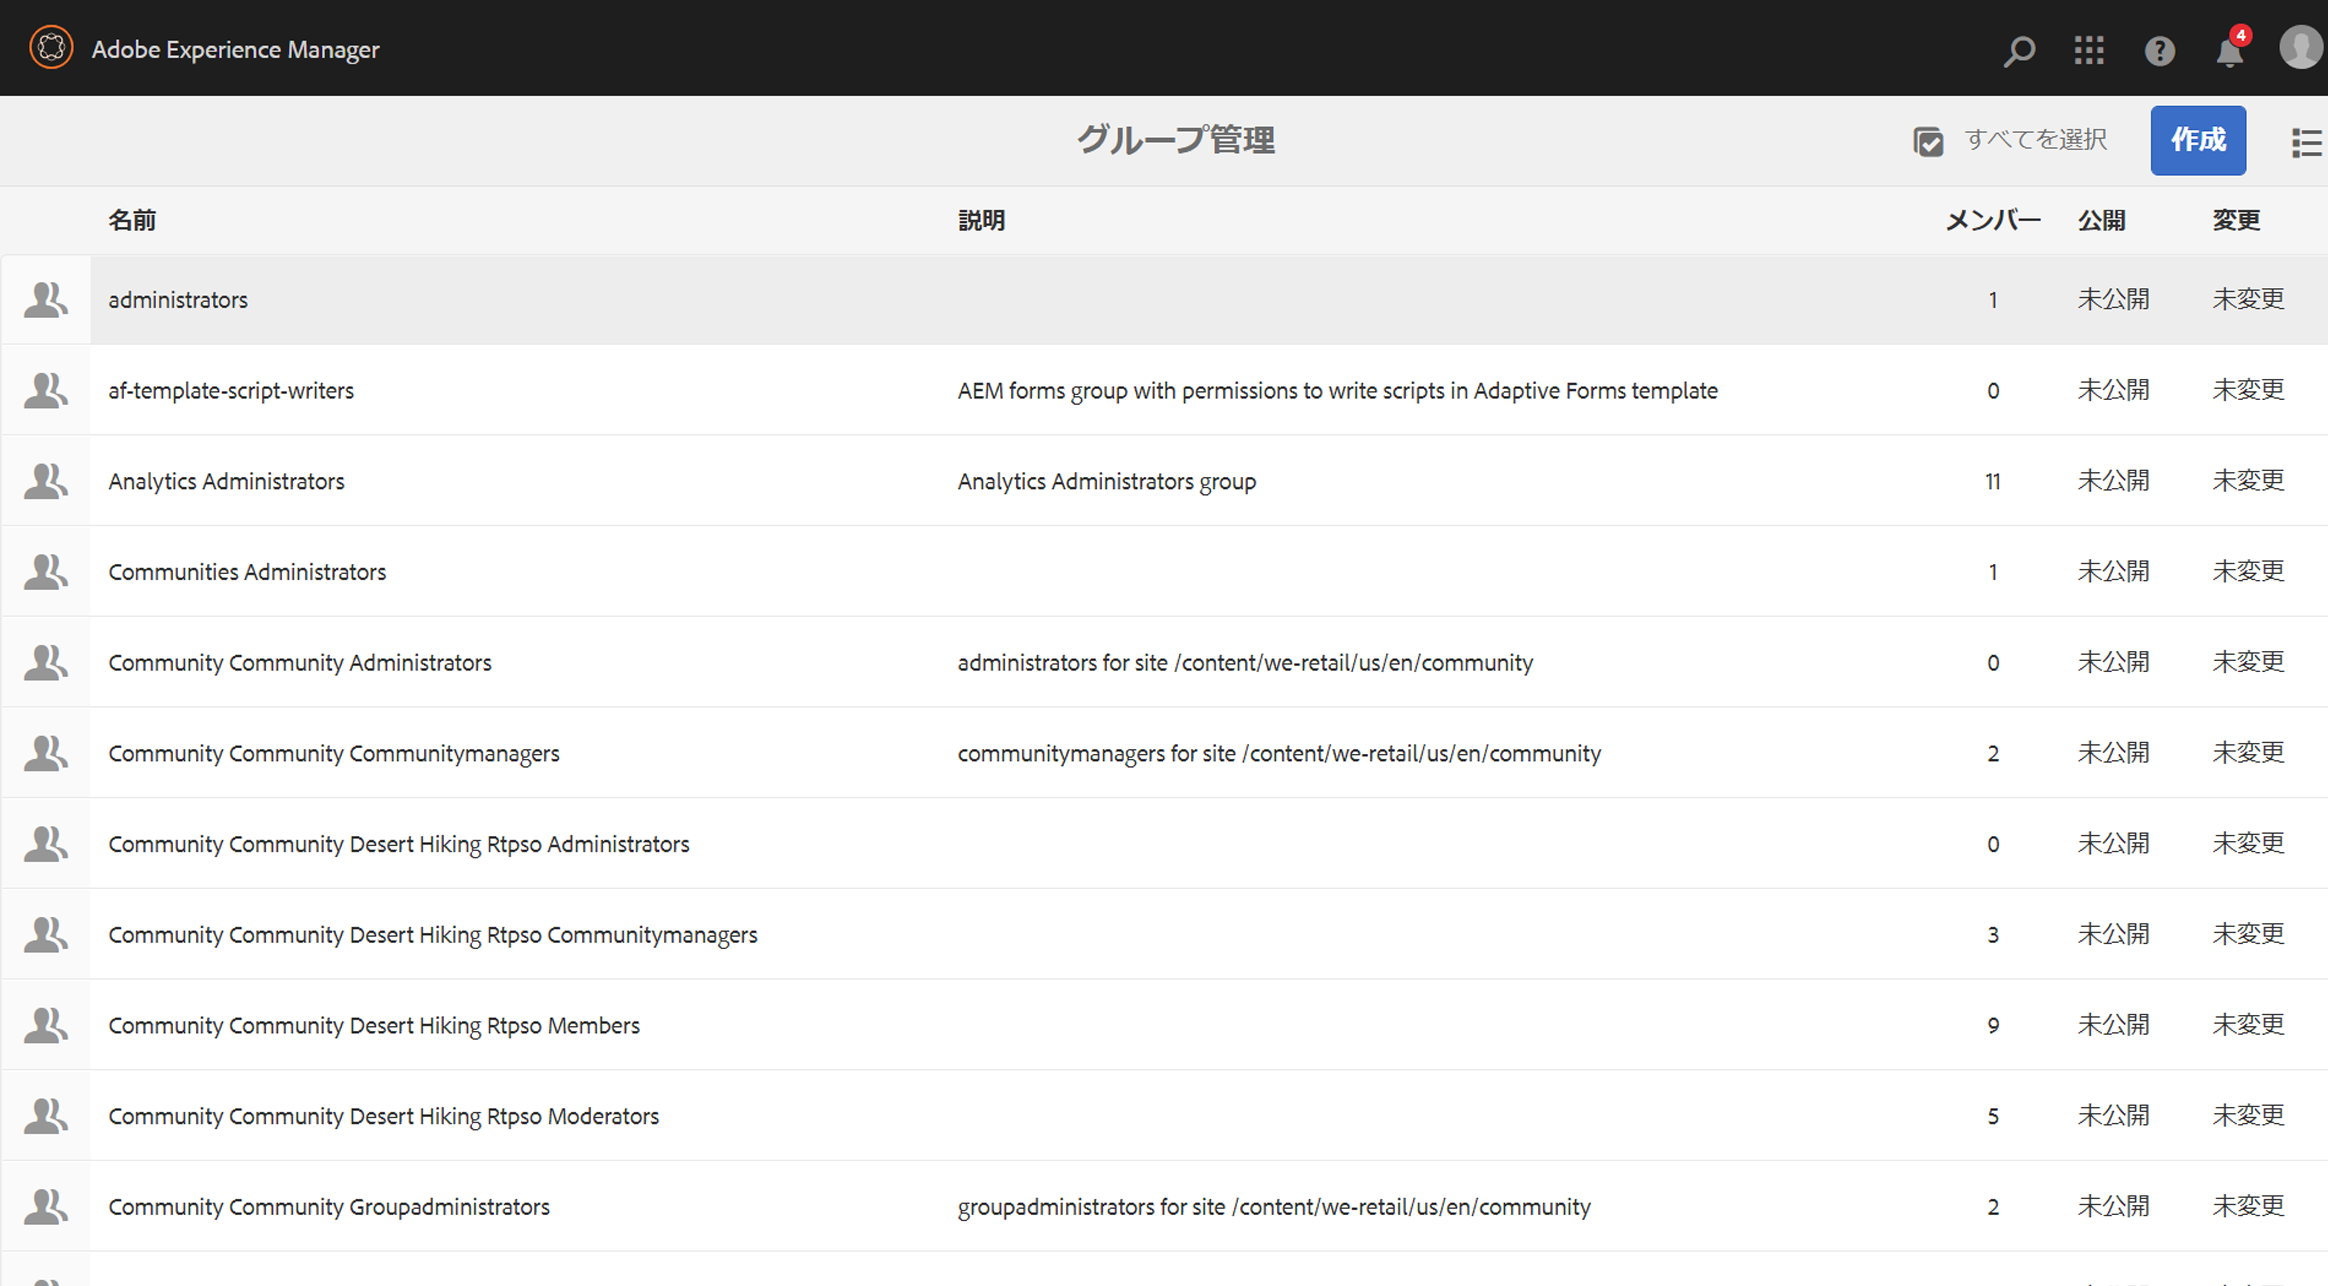 Adobe Experience Manager
4
グループ管理
すべてを選択
作成
名前 説明 メンバー 公開 変更
administrators 1 未公開 未変更
af-template-script-writers AEM forms group with permissions to write scripts in Adaptive Forms template 0 未公開 未変更
Analytics Administrators Analytics Administrators group 11 未公開 未変更
Communities Administrators 1 未公開 未変更
Community Community Administrators administrators for site /content/we-retail/us/en/community 0 未公開 未変更
Community Community Communitymanagers communitymanagers for site /content/we-retail/us/en/community 2 未公開 未変更
Community Community Desert Hiking Rtpso Administrators 0 未公開 未変更
Community Community Desert Hiking Rtpso Communitymanagers 3 未公開 未変更
Community Community Desert Hiking Rtpso Members 9 未公開 未変更
Community Community Desert Hiking Rtpso Moderators 5 未公開 未変更
Community Community Groupadministrators groupadministrators for site /content/we-retail/us/en/community 2 未公開 未変更